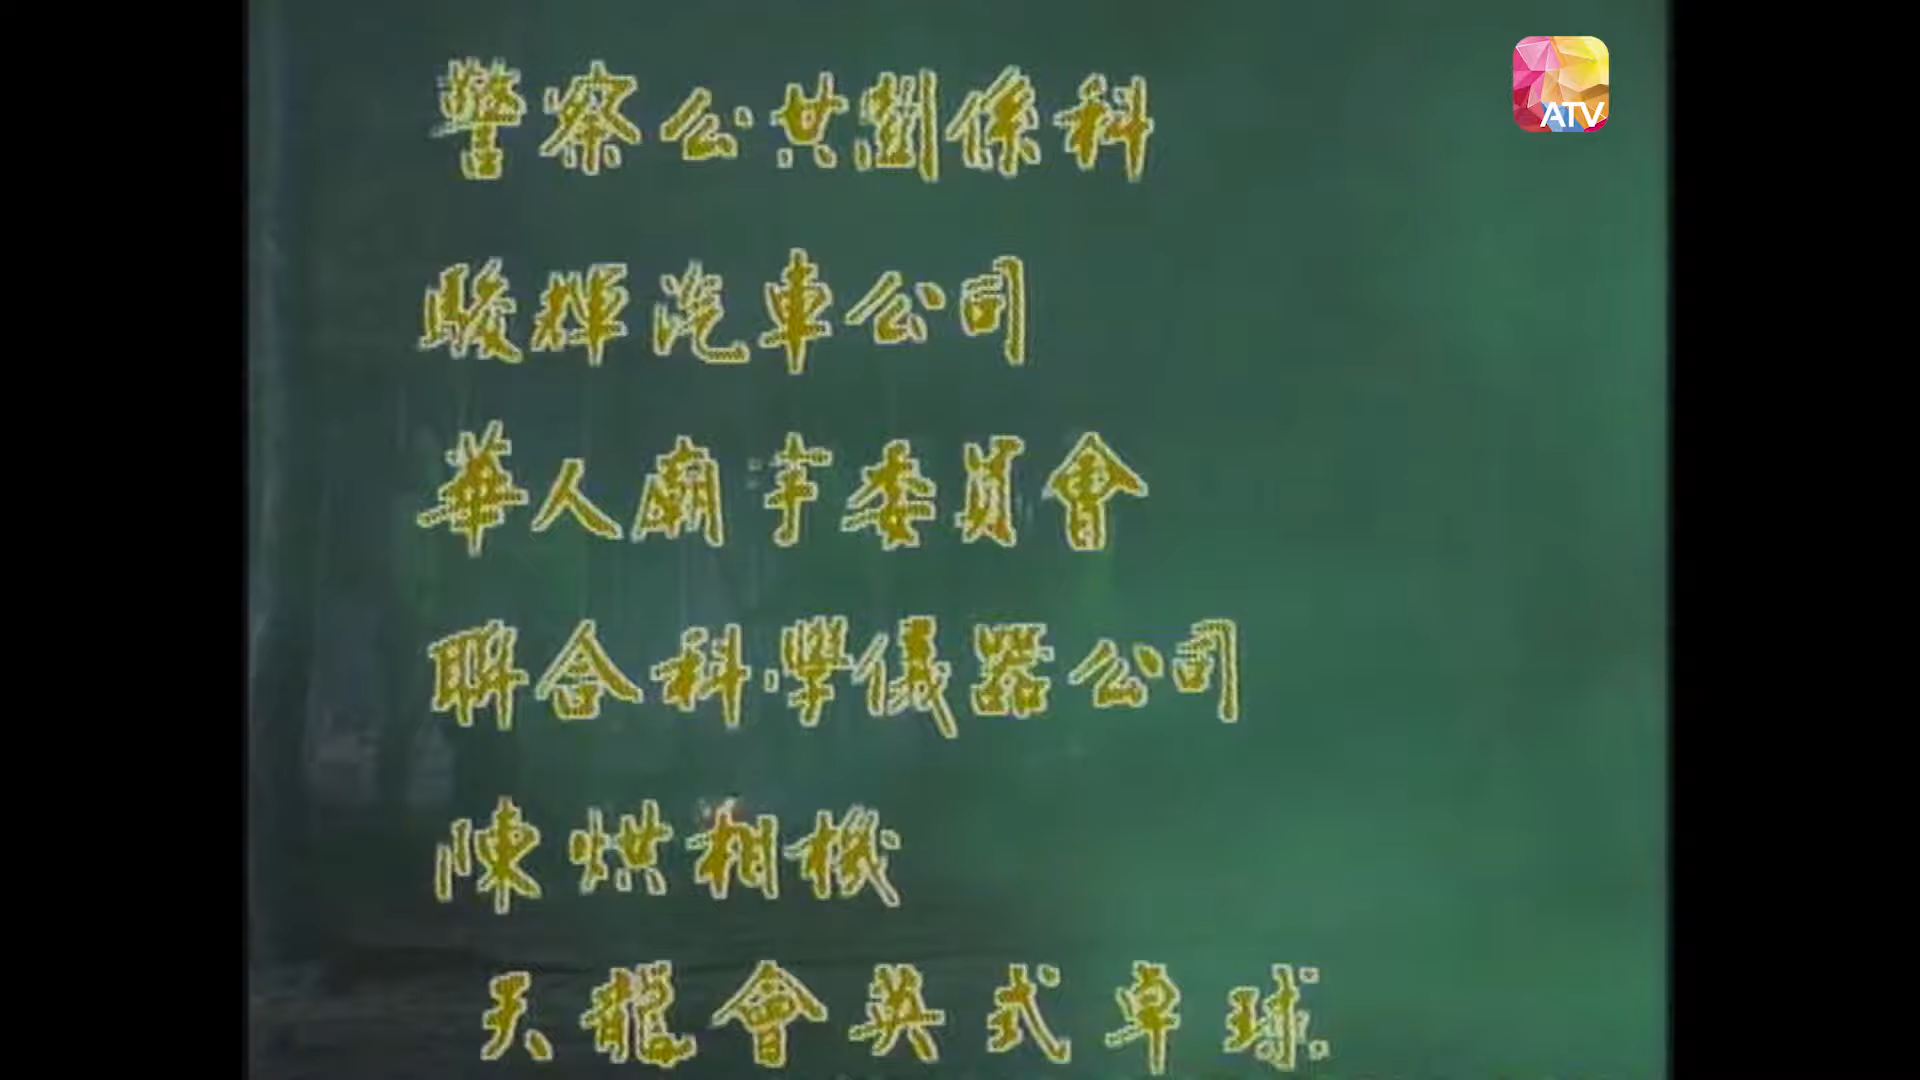 ATV
警察公共關係科
駿輝汽車公司
華人廟宇委員會
聯合科學儀器公司
陳烘相機
天龍會英式卓球